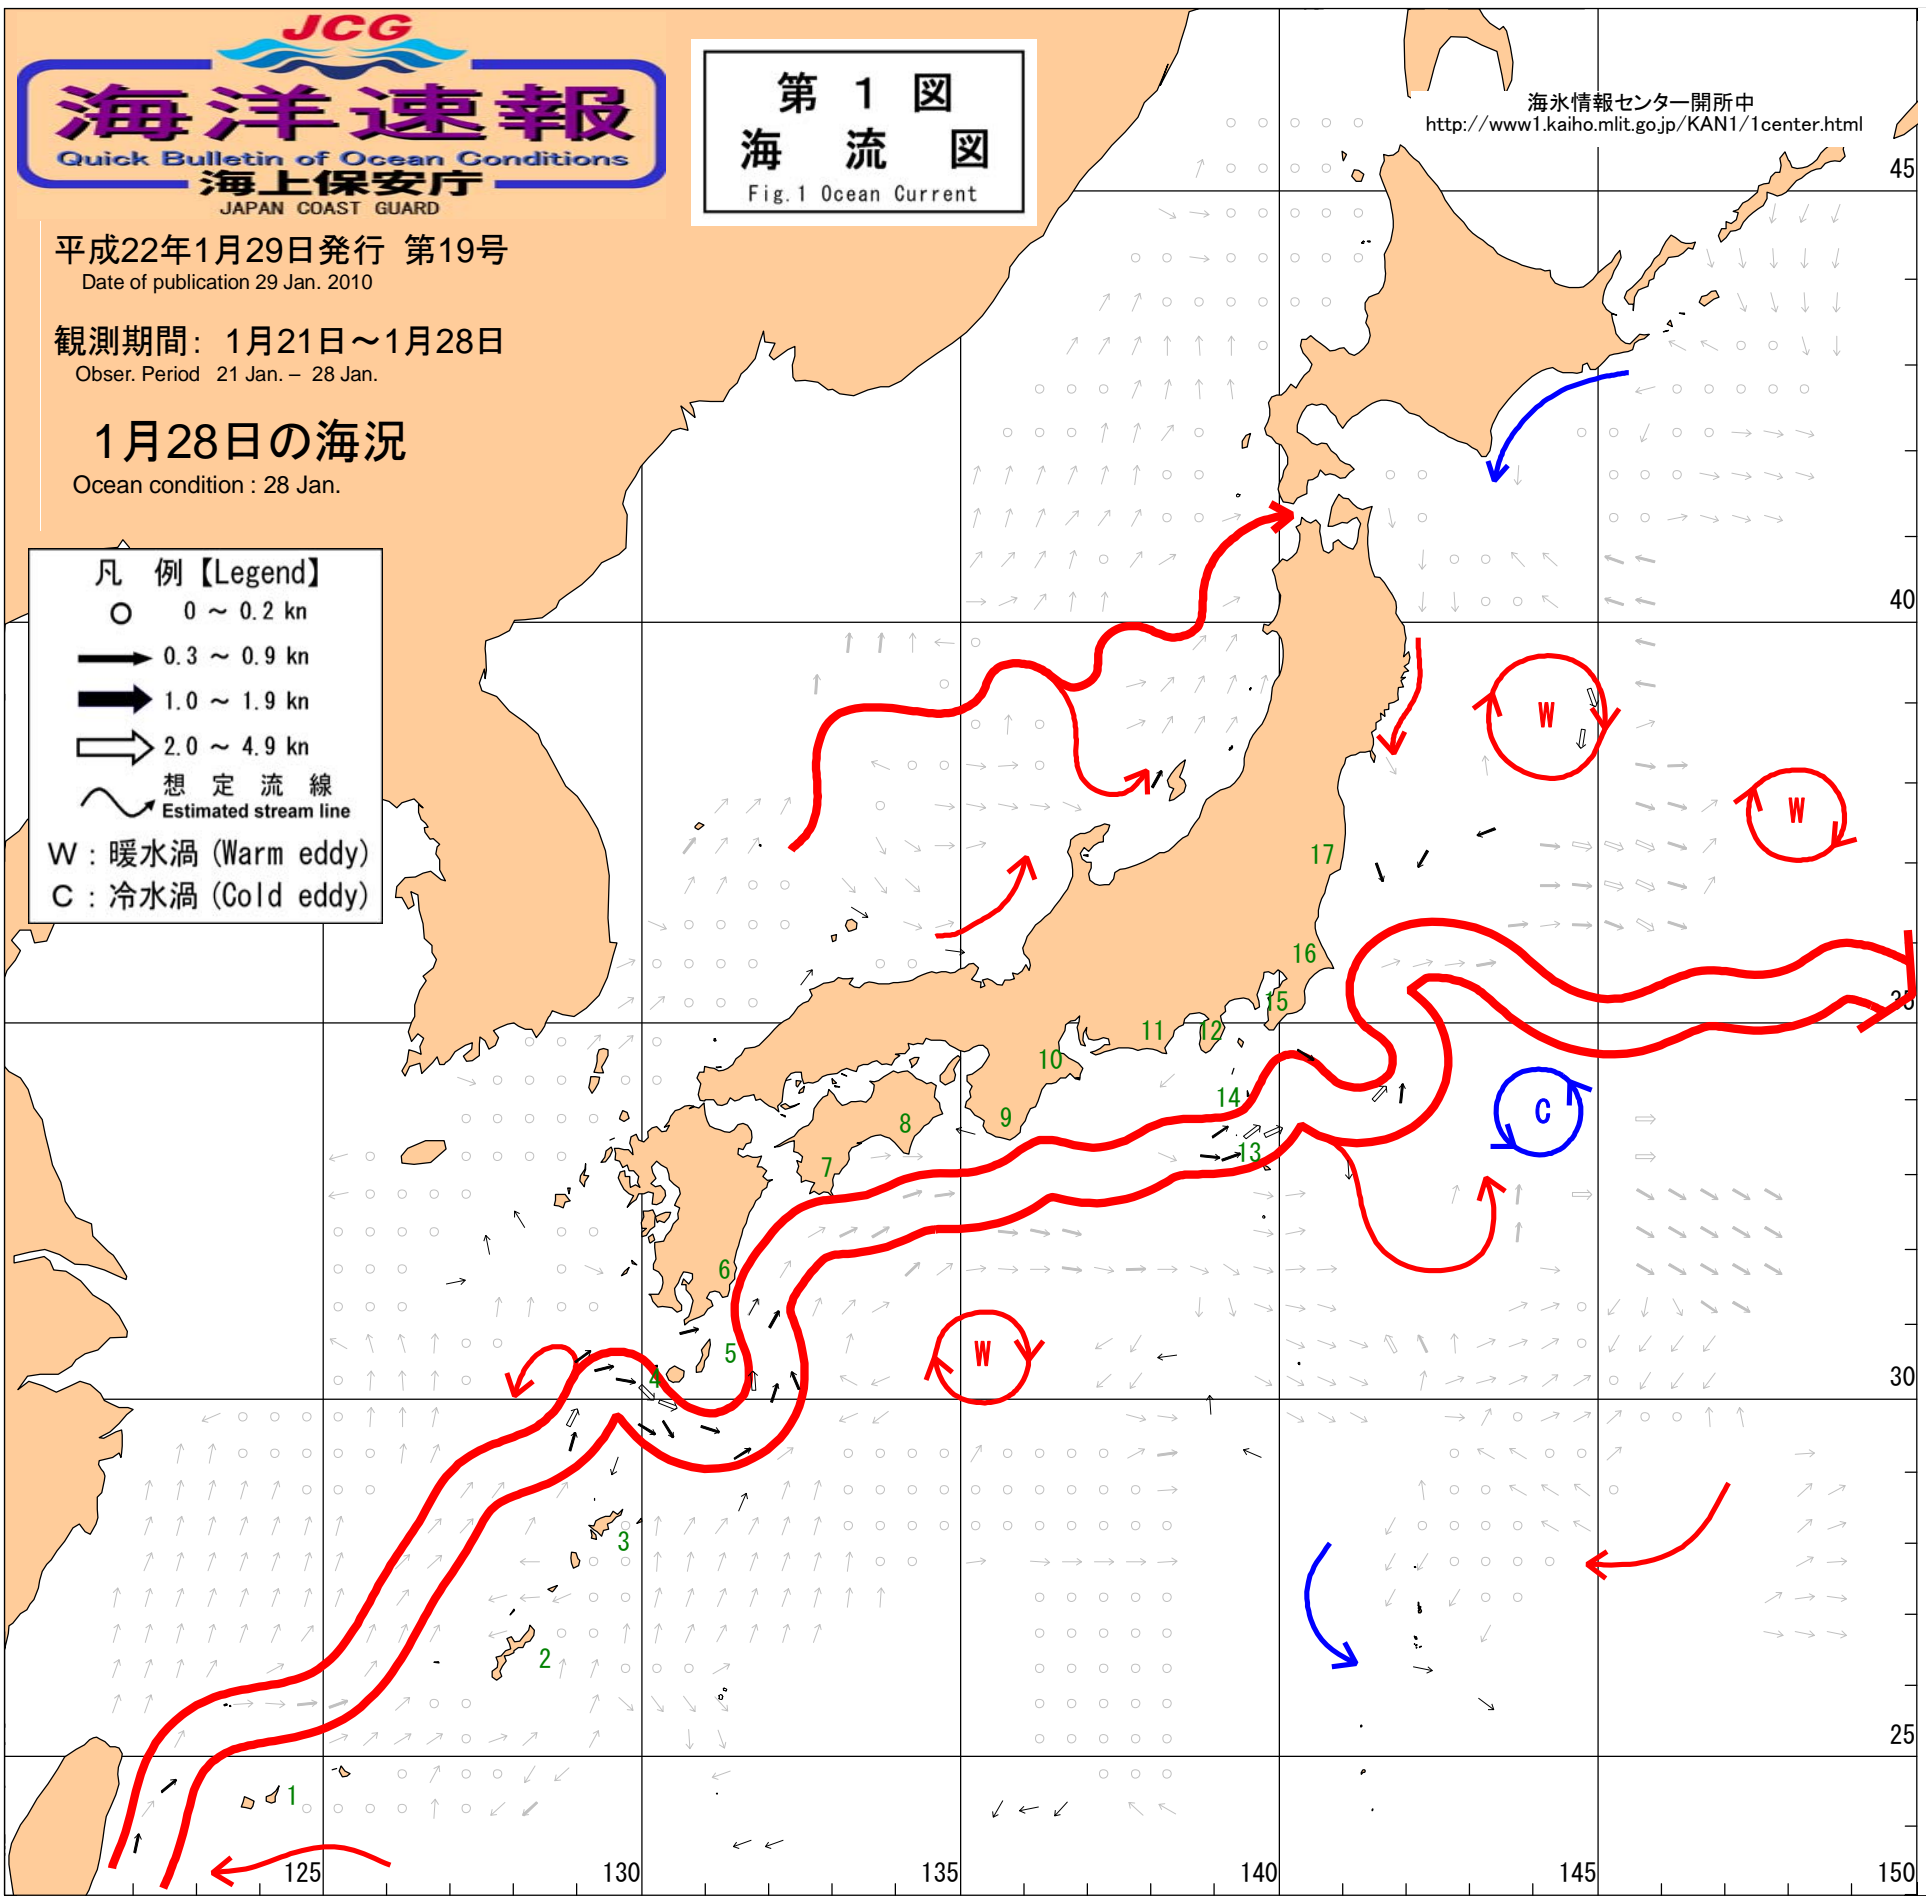 JCG
海洋速報
Quick Bulletin of Ocean Conditions
海上保安庁
JAPAN COAST GUARD
第 1 図
海 流 図
Fig.1 Ocean Current
海氷情報センター開所中
http://www1.kaiho.mlit.go.jp/KAN1/1center.html
平成22年1月29日発行 第19号
Date of publication 29 Jan. 2010
観測期間： 1月21日～1月28日
Obser. Period 21 Jan. – 28 Jan.
1月28日の海況
Ocean condition : 28 Jan.
凡 例【Legend】
0 ～ 0.2 kn
0.3 ～ 0.9 kn
1.0 ～ 1.9 kn
2.0 ～ 4.9 kn
想 定 流 線
Estimated stream line
W : 暖水渦 (Warm eddy)
C : 冷水渦 (Cold eddy)
45
40
35
30
25
125
130
135
140
145
150
W
W
C
W
17
16
15
12
11
10
14
9
8
13
7
6
5
4
3
2
1